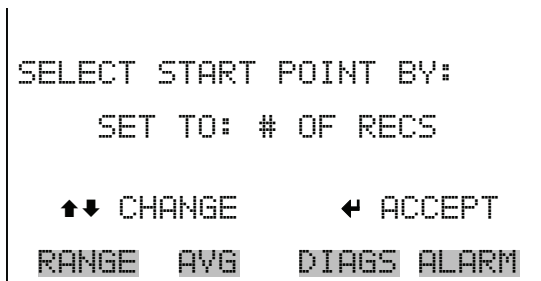 SELECT START POINT BY:
SET TO: # OF RECS
⬆⬇ CHANGE ↵ ACCEPT
RANGE AVG DIAGS ALARM